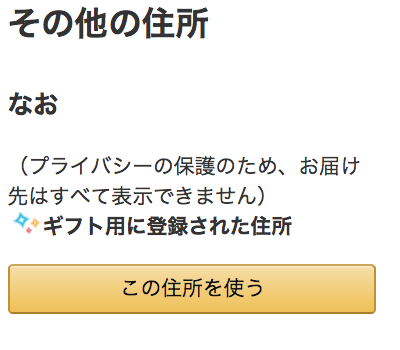 その他の住所
なお
（プライバシーの保護のため、お届け
先はすべて表示できません）
ギフト用に登録された住所
この住所を使う